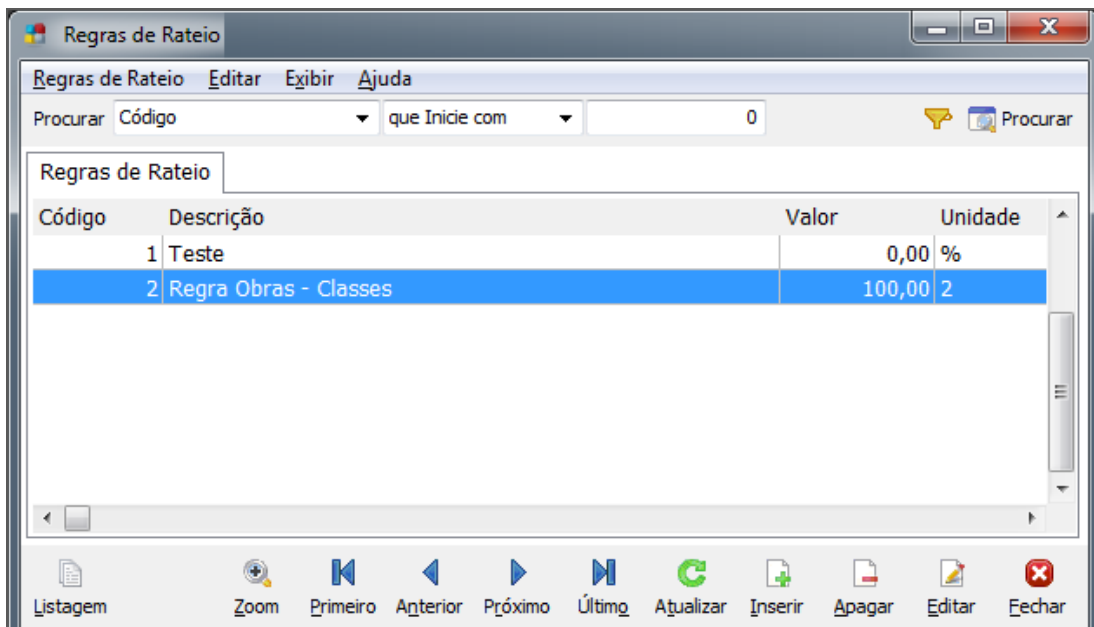 Regras de Rateio
Regras de Rateio Editar Exibir Ajuda
Procurar Código que Inicie com 0 Procurar
Regras de Rateio
Código Descrição Valor Unidade
1 Teste 0,00 %
2 Regra Obras - Classes 100,00 2
Listagem Zoom Primeiro Anterior Próximo Último Atualizar Inserir Apagar Editar Fechar